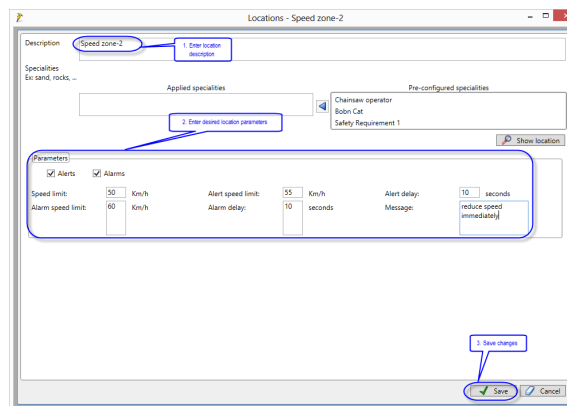 Locations - Speed zone-2
Description
Speed zone-2
1. Enter location
description
Specialities
Ex: sand, rocks, ...
Applied specialities
Pre-configured specialities
Chainsaw operator
Bobn Cat
Safety Requirement 1
2. Enter desired location parameters
Show location
Parameters
Alerts Alarms
Speed limit: 50 Km/h Alert speed limit: 55 Km/h Alert delay: 10 seconds
Alarm speed limit: 60 Km/h Alarm delay: 10 seconds Message: reduce speed
immediately
3. Save changes
Save Cancel